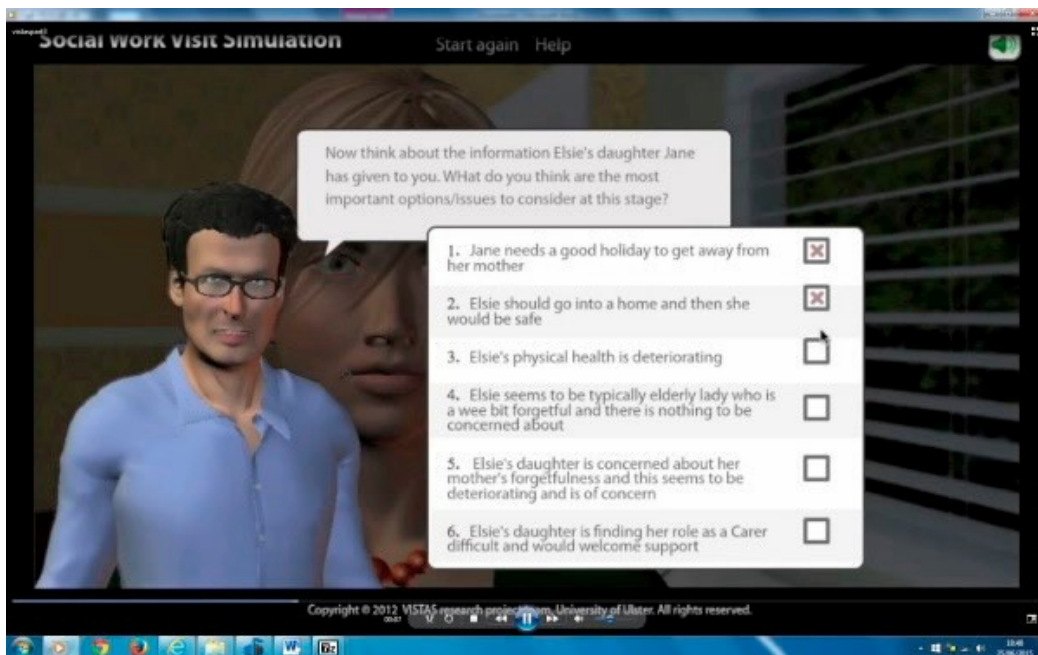 Social Work Visit Simulation
Start again Help
Now think about the information Elsie's daughter Jane
has given to you. WHat do you think are the most
important options/issues to consider at this stage?
1. Jane needs a good holiday to get away from
her mother
2. Elsie should go into a home and then she
would be safe
3. Elsie's physical health is deteriorating
4. Elsie seems to be typically elderly lady who is
a wee bit forgetful and there is nothing to be
concerned about
5. Elsie's daughter is concerned about her
mother's forgetfulness and this seems to be
deteriorating and is of concern
6. Elsie's daughter is finding her role as a Carer
difficult and would welcome support
Copyright © 2012 VISTAS research project team, University of Ulster. All rights reserved.